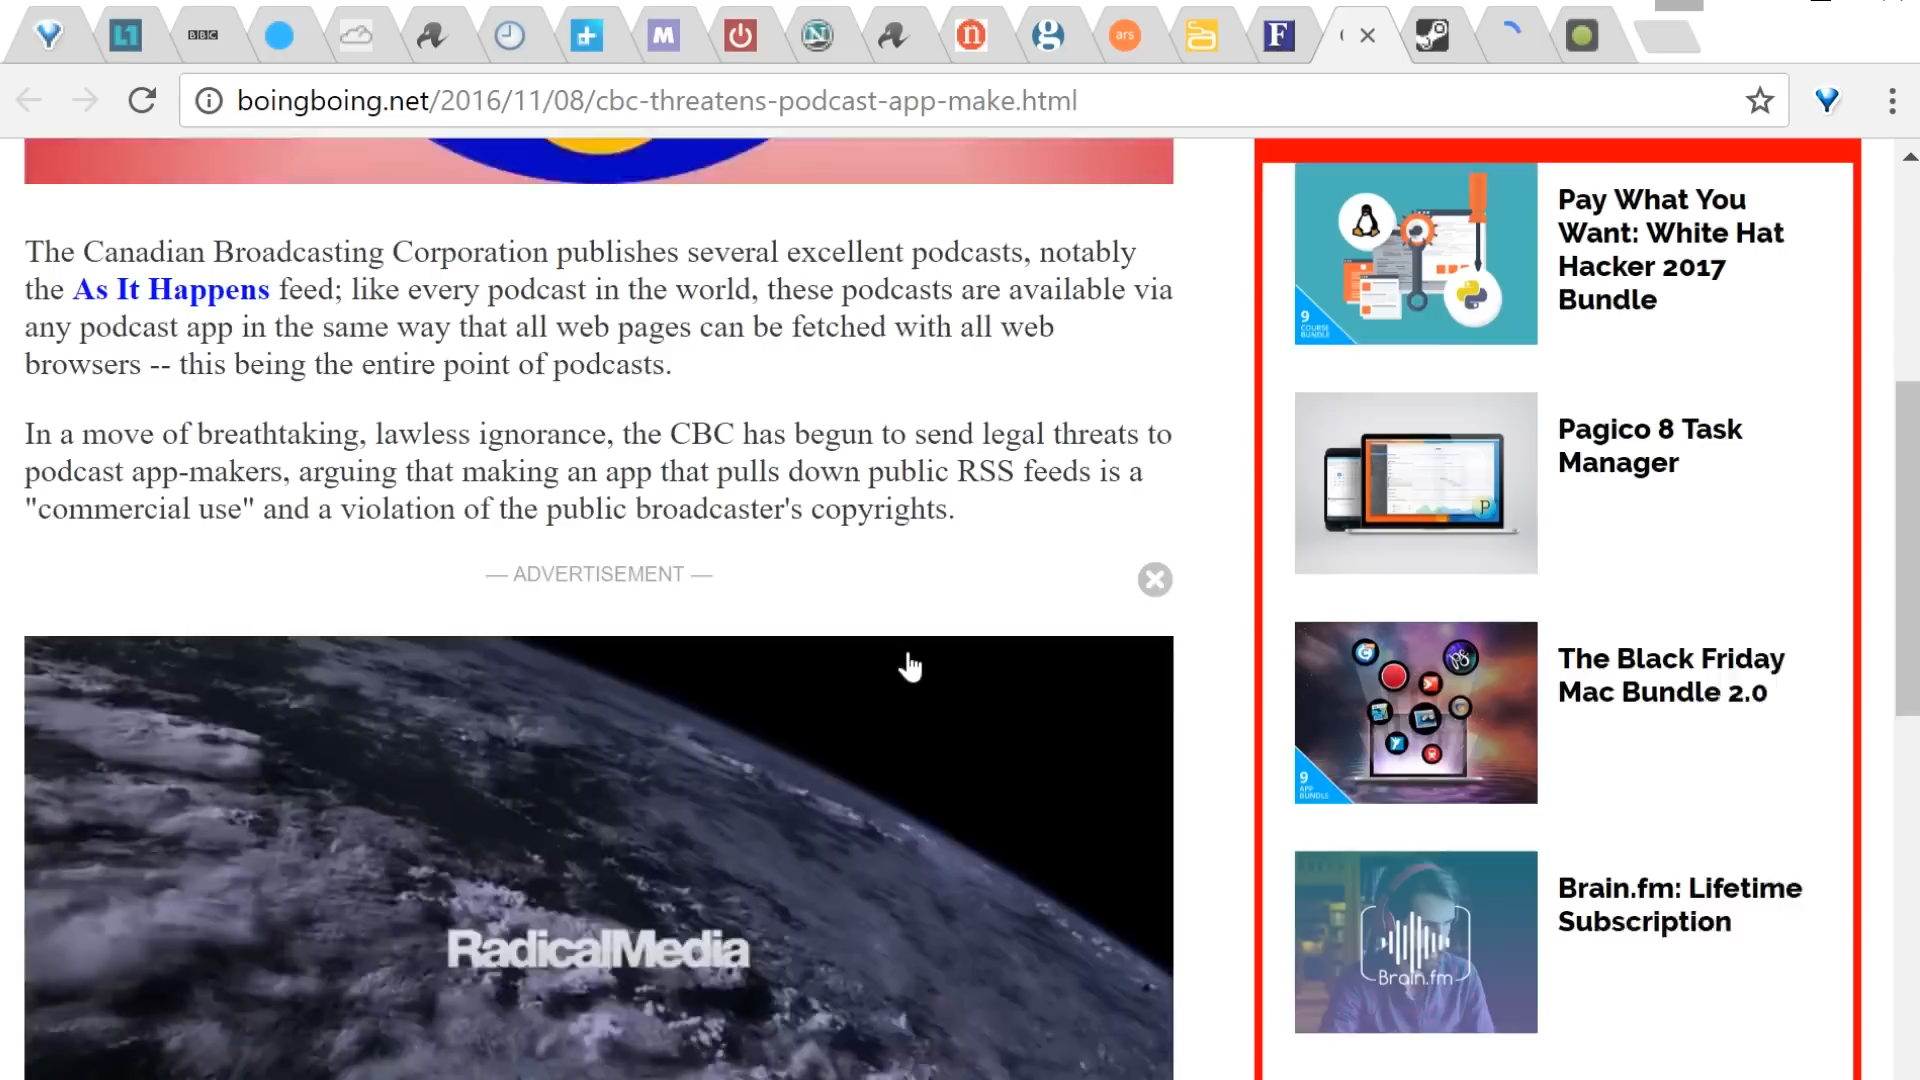 BBC
M
N
n
g
ars
F
boingboing.net/2016/11/08/cbc-threatens-podcast-app-make.html
The Canadian Broadcasting Corporation publishes several excellent podcasts, notably
the As It Happens feed; like every podcast in the world, these podcasts are available via
any podcast app in the same way that all web pages can be fetched with all web
browsers -- this being the entire point of podcasts.
In a move of breathtaking, lawless ignorance, the CBC has begun to send legal threats to
podcast app-makers, arguing that making an app that pulls down public RSS feeds is a
"commercial use" and a violation of the public broadcaster's copyrights.
— ADVERTISEMENT —
RadicalMedia
9
COURSE
BUNDLE
Pay What You
Want: White Hat
Hacker 2017
Bundle
P
Pagico 8 Task
Manager
9
APP
BUNDLE
The Black Friday
Mac Bundle 2.0
Brain.fm
Brain.fm: Lifetime
Subscription